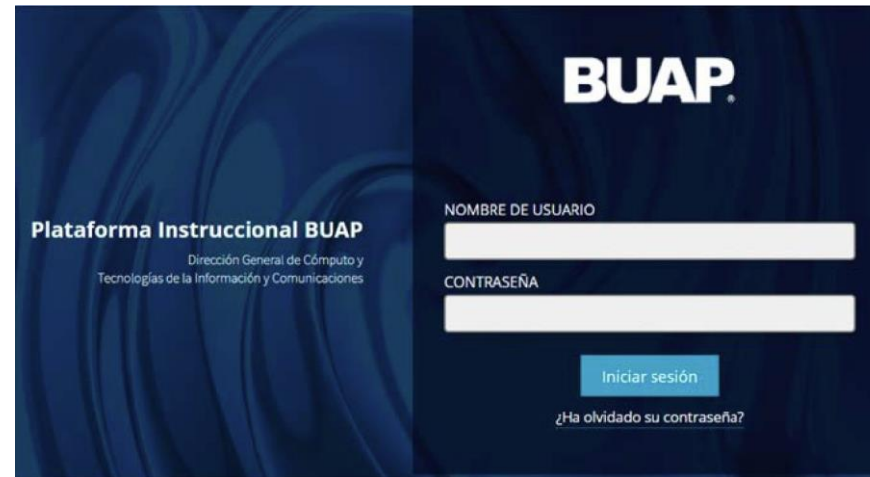 BUAP®
Plataforma Instruccional BUAP
Dirección General de Cómputo y
Tecnologías de la Información y Comunicaciones
NOMBRE DE USUARIO
CONTRASEÑA
Iniciar sesión
¿Ha olvidado su contraseña?